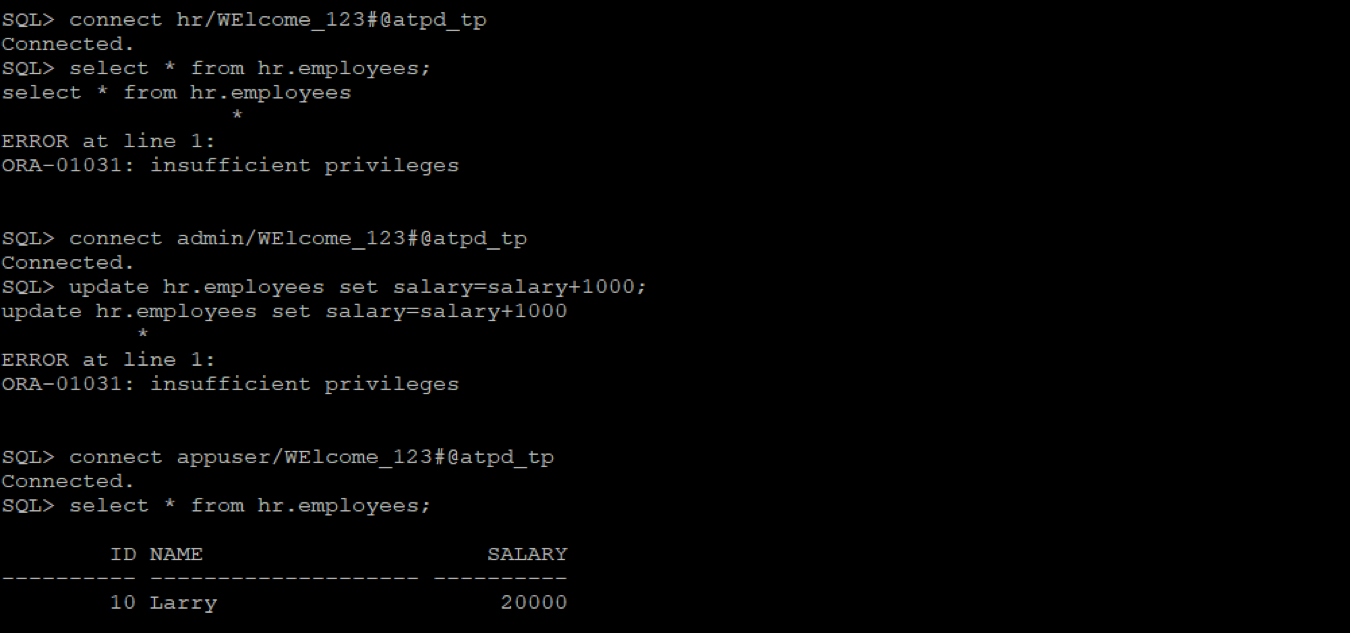 SQL> connect hr/WElcome_123#@atpd_tp
Connected.
SQL> select * from hr.employees;
select * from hr.employees
                 *
ERROR at line 1:
ORA-01031: insufficient privileges
SQL> connect admin/WElcome_123#@atpd_tp
Connected.
SQL> update hr.employees set salary=salary+1000;
update hr.employees set salary=salary+1000
          *
ERROR at line 1:
ORA-01031: insufficient privileges
SQL> connect appuser/WElcome_123#@atpd_tp
Connected.
SQL> select * from hr.employees;
        ID NAME                     SALARY
---------- -------------------- ----------
        10 Larry                     20000